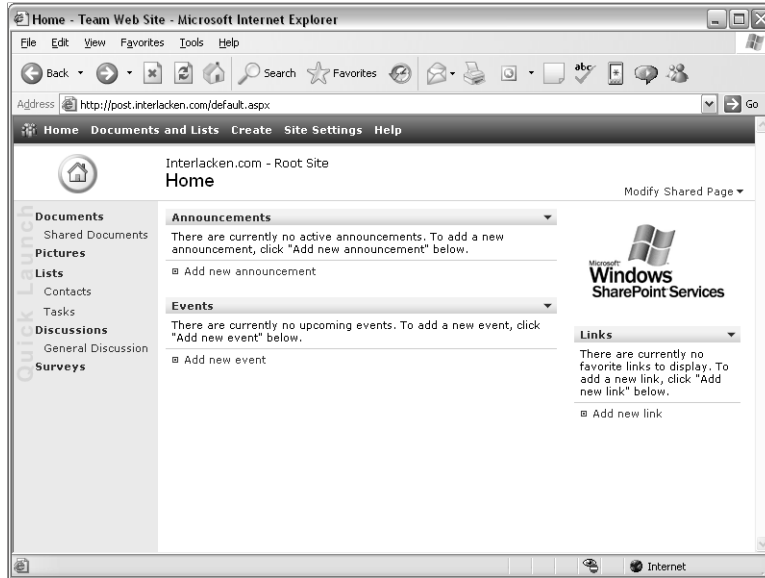 Home - Team Web Site - Microsoft Internet Explorer
File Edit View Favorites Tools Help
Back Search Favorites
Address http://post.interlacken.com/default.aspx Go
Home Documents and Lists Create Site Settings Help
Interlacken.com - Root Site
Home
Modify Shared Page
Quick Launch
Documents
Shared Documents
Pictures
Lists
Contacts
Tasks
Discussions
General Discussion
Surveys
Announcements
There are currently no active announcements. To add a new
announcement, click "Add new announcement" below.
Add new announcement
Events
There are currently no upcoming events. To add a new event, click
"Add new event" below.
Add new event
Microsoft
Windows
SharePoint Services
Links
There are currently no
favorite links to display. To
add a new link, click "Add
new link" below.
Add new link
Internet